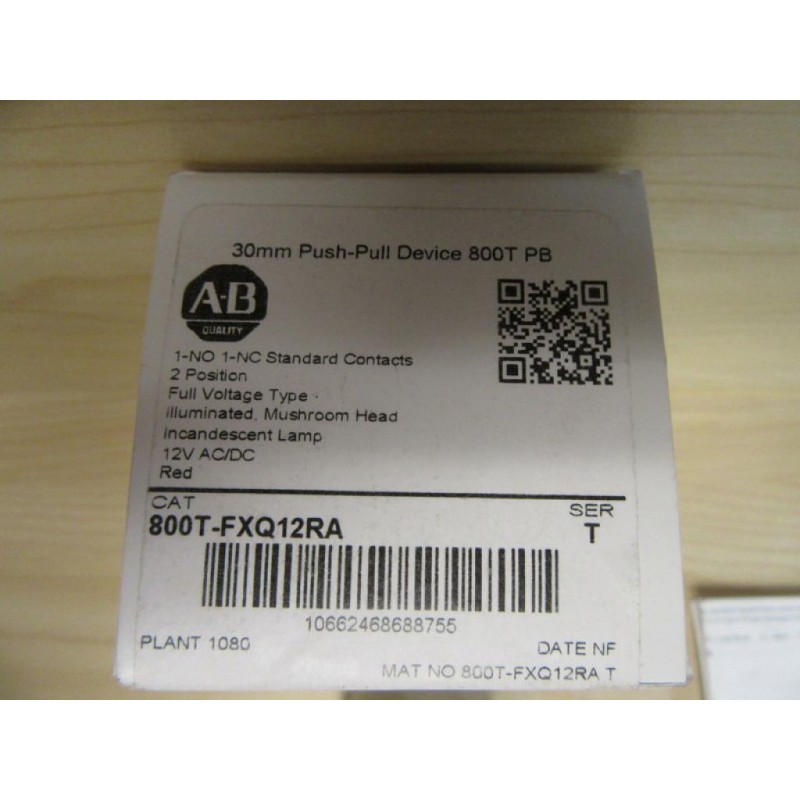 30mm Push-Pull Device 800T PB
A-B
QUALITY
1-NO 1-NC Standard Contacts
2 Position
Full Voltage Type
illuminated, Mushroom Head
incandescent Lamp
12V AC/DC
Red
CAT
800T-FXQ12RA
SER
T
10662468688755
PLANT 1080
DATE NF
MAT NO 800T-FXQ12RA T